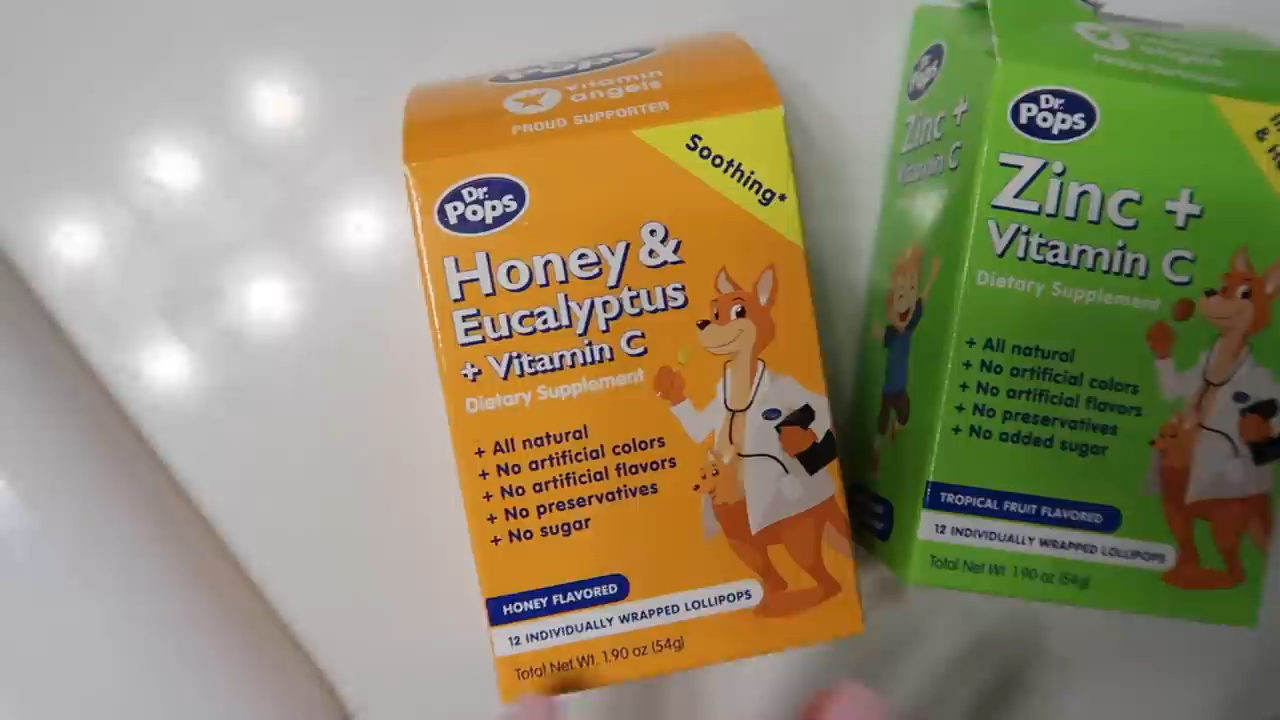 Pops
vitamin
angels
PROUD SUPPORTER
Soothing*
Dr.
Pops
Honey &
Eucalyptus
+ Vitamin C
Dietary Supplement
+ All natural
+ No artificial colors
+ No artificial flavors
+ No preservatives
+ No sugar
HONEY FLAVORED
12 INDIVIDUALLY WRAPPED LOLLIPOPS
Total Net Wt. 1.90 oz (54g)
Dr.
Pops
Zinc +
Vitamin C
Dr.
Pops
Zinc +
Vitamin C
Dietary Supplement
+ All natural
+ No artificial colors
+ No artificial flavors
+ No preservatives
+ No added sugar
TROPICAL FRUIT FLAVORED
12 INDIVIDUALLY WRAPPED LOLLIPOPS
Total Net Wt. 1.90 oz (54g)